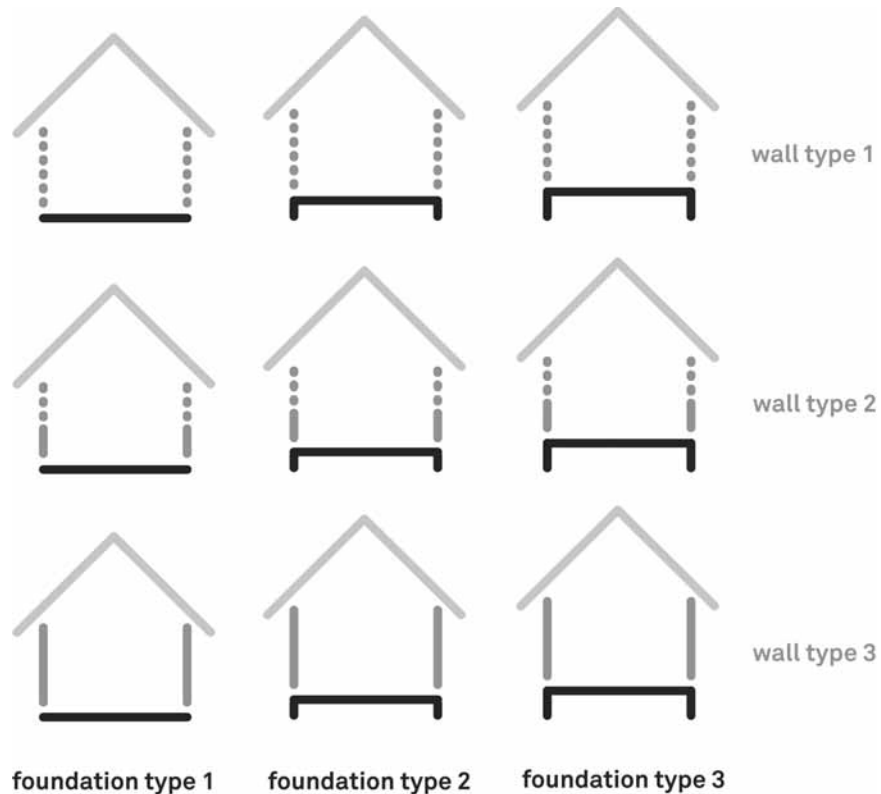 wall type 1
wall type 2
wall type 3
foundation type 1
foundation type 2
foundation type 3